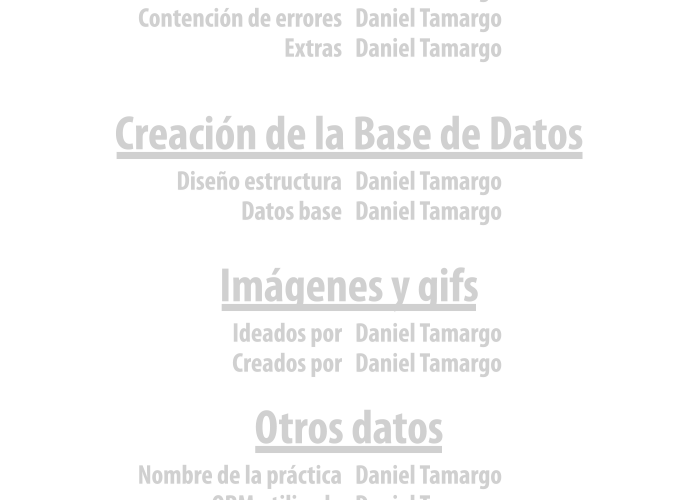 Contención de errores Daniel Tamargo
Extras Daniel Tamargo
Creación de la Base de Datos
Diseño estructura Daniel Tamargo
Datos base Daniel Tamargo
Imágenes y gifs
Ideados por Daniel Tamargo
Creados por Daniel Tamargo
Otros datos
Nombre de la práctica Daniel Tamargo